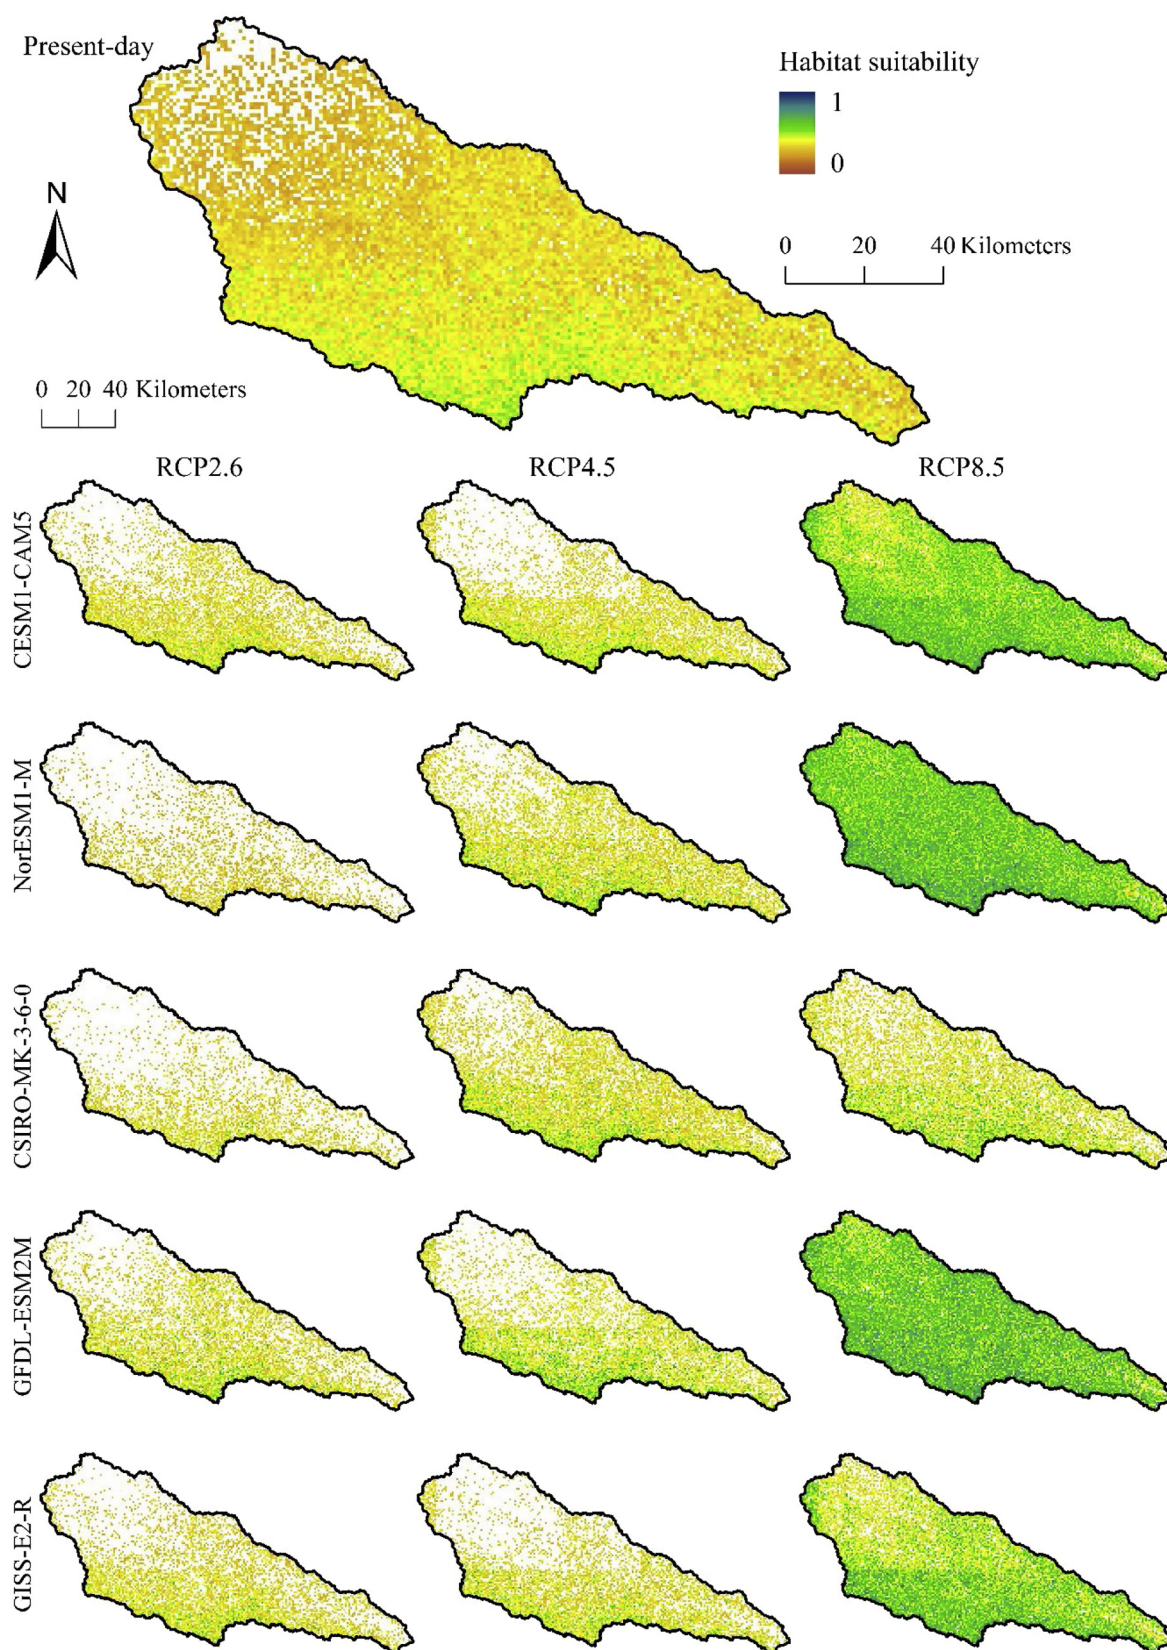 Present-day
Habitat suitability
1
0
N
0 20 40 Kilometers
0 20 40 Kilometers
RCP2.6 RCP4.5 RCP8.5
CESM1-CAM5
NorESM1-M
CSIRO-MK-3-6-0
GFDL-ESM2M
GISS-E2-R